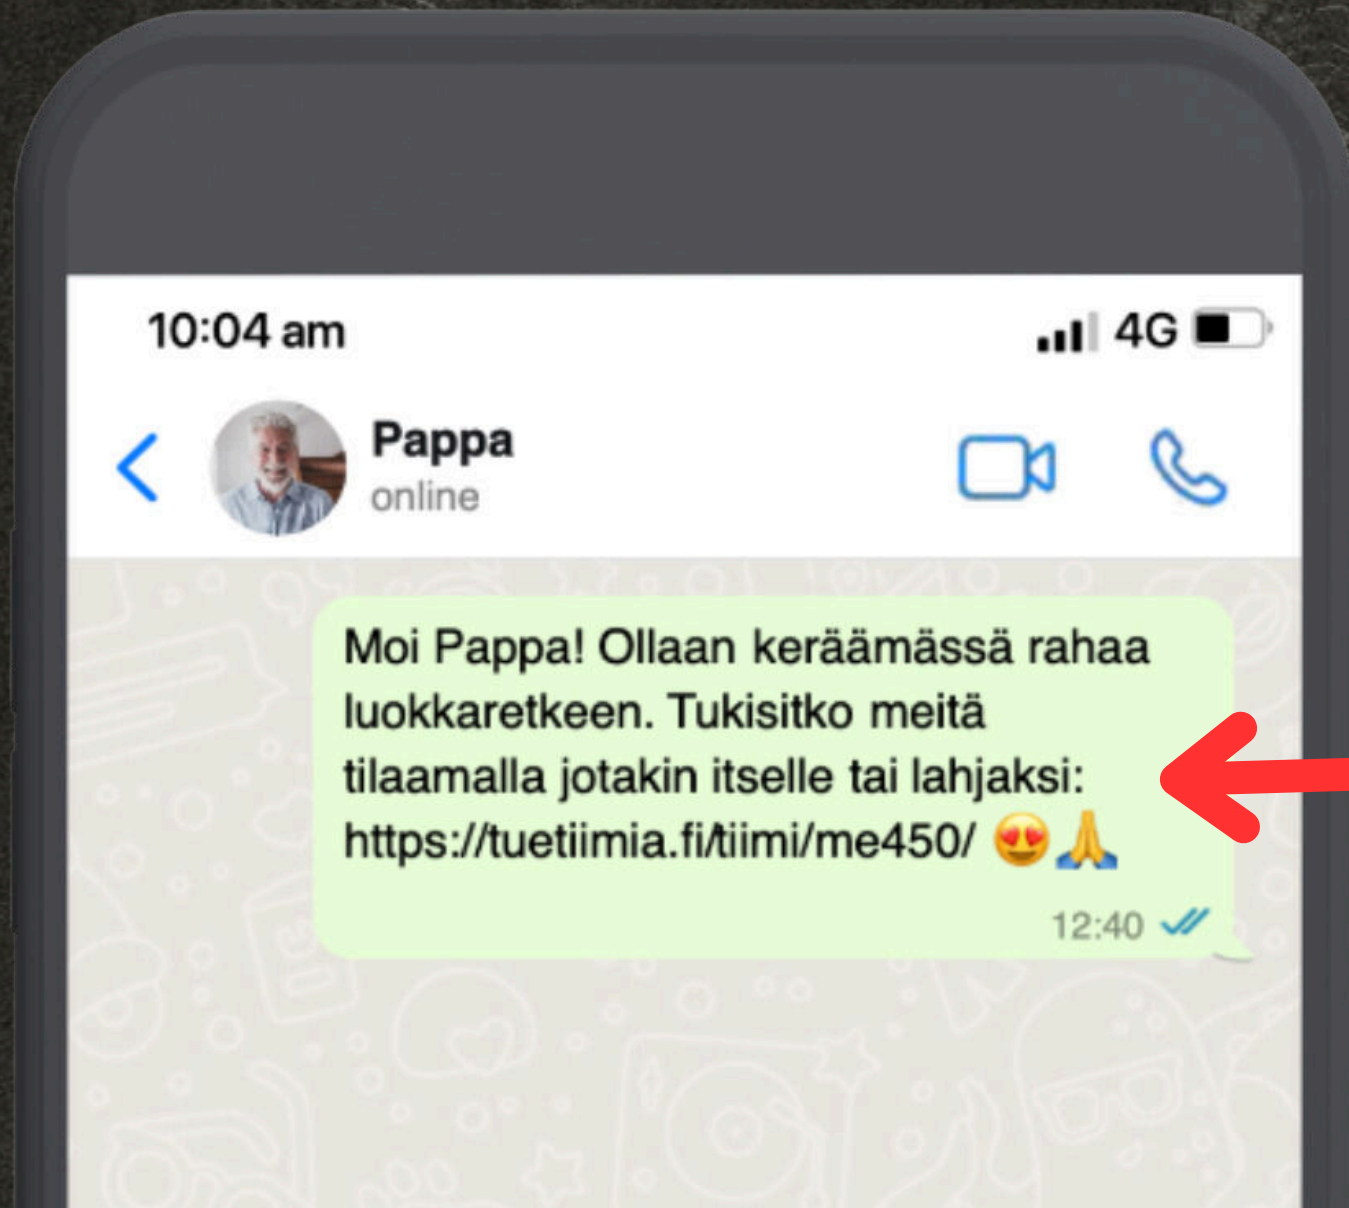 10:04 am
4G
Pappa
online
Moi Pappa! Ollaan keräämässä rahaa
luokkaretkeen. Tukisitko meitä
tilaamalla jotakin itselle tai lahjaksi:
https://tuetiimia.fi/tiimi/me450/ 😍🙏
12:40